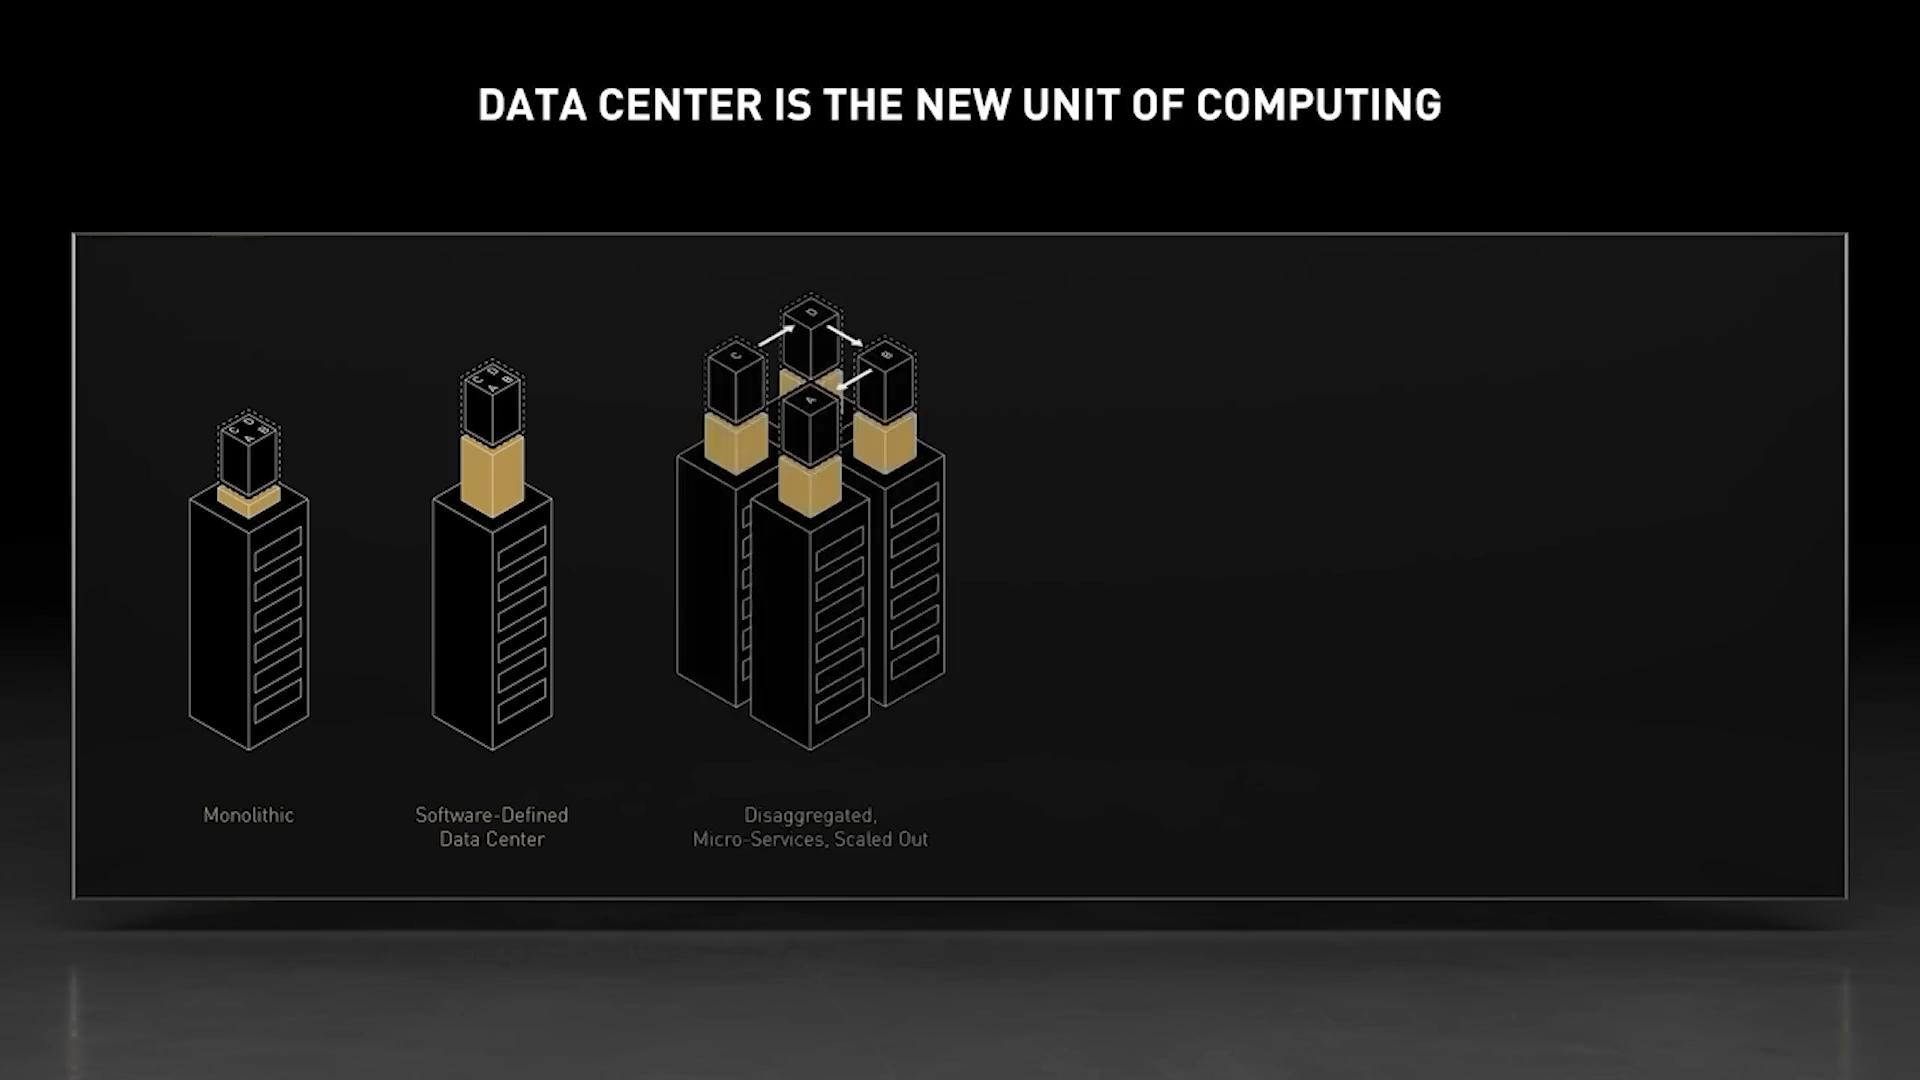 DATA CENTER IS THE NEW UNIT OF COMPUTING
D
C
B
A
C D
A B
C D
A B
Monolithic
Software-Defined
Data Center
Disaggregated,
Micro-Services, Scaled Out